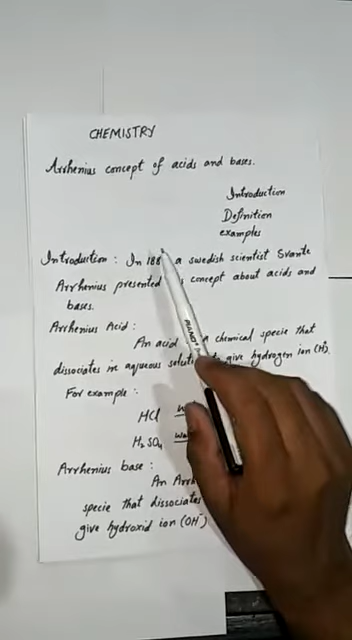 CHEMISTRY
Arrhenius concept of acids and bases.
Introduction
Definition
examples
Introduction : In 188 a swedish scientist Svante
Arrhenius presented concept about acids and
bases.
Arrhenius Acid :
An acid a chemical specie that
dissociates in aqueous to give hydrogen ion (H⁺).
For example :
HCl
H₂SO₄
Arrhenius base :
An
specie that dissociates
give hydroxid ion (OH⁻)